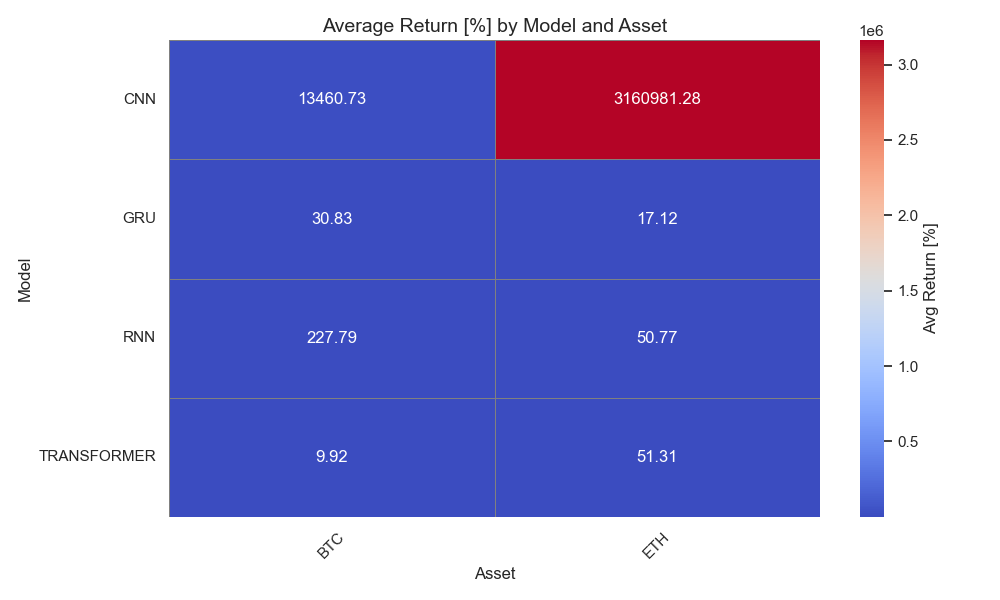 Average Return [%] by Model and Asset
1e6
CNN
13460.73
3160981.28
GRU
30.83
17.12
RNN
227.79
50.77
TRANSFORMER
9.92
51.31
BTC
ETH
Asset
Model
3.0
2.5
2.0
1.5
1.0
0.5
Avg Return [%]